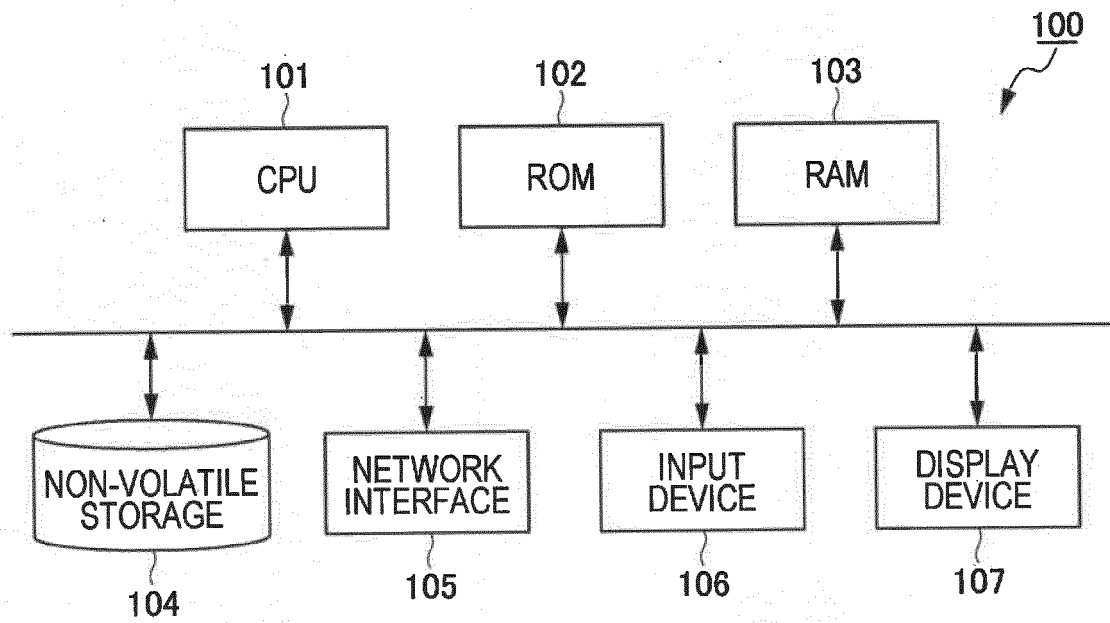 100
101
102
103
CPU
ROM
RAM
NON-VOLATILE
STORAGE
NETWORK
INTERFACE
INPUT
DEVICE
DISPLAY
DEVICE
104
105
106
107